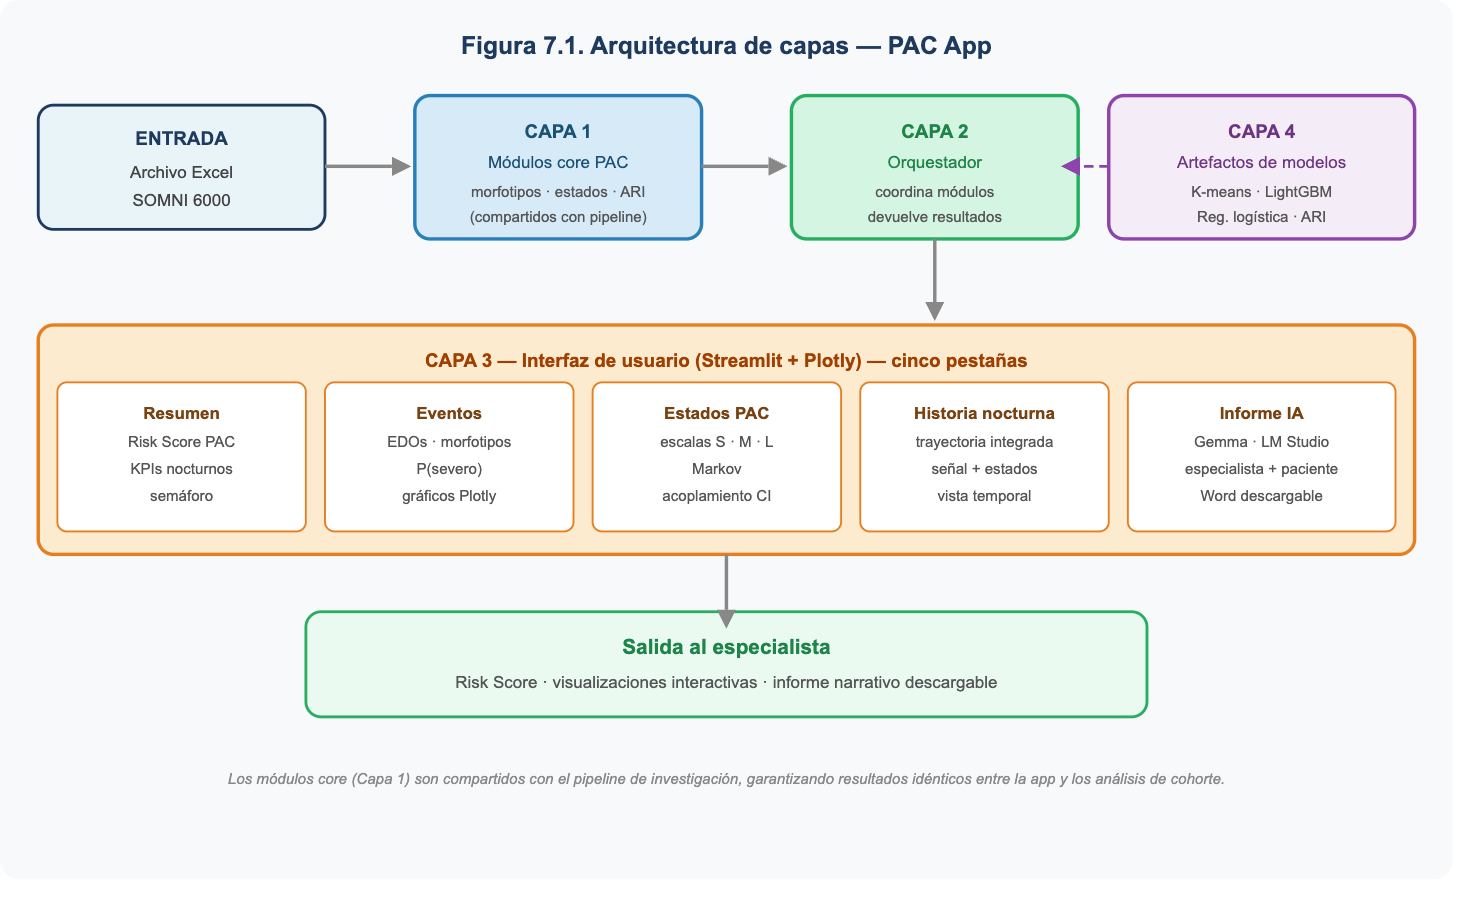 Figura 7.1. Arquitectura de capas — PAC App
ENTRADA
Archivo Excel
SOMNI 6000
CAPA 1
Módulos core PAC
morfotipos · estados · ARI
(compartidos con pipeline)
CAPA 2
Orquestador
coordina módulos
devuelve resultados
CAPA 4
Artefactos de modelos
K-means · LightGBM
Reg. logística · ARI
CAPA 3 — Interfaz de usuario (Streamlit + Plotly) — cinco pestañas
Resumen
Risk Score PAC
KPIs nocturnos
semáforo
Eventos
EDOs · morfotipos
P(severo)
gráficos Plotly
Estados PAC
escalas S · M · L
Markov
acoplamiento CI
Historia nocturna
trayectoria integrada
señal + estados
vista temporal
Informe IA
Gemma · LM Studio
especialista + paciente
Word descargable
Salida al especialista
Risk Score · visualizaciones interactivas · informe narrativo descargable
Los módulos core (Capa 1) son compartidos con el pipeline de investigación, garantizando resultados idénticos entre la app y los análisis de cohorte.